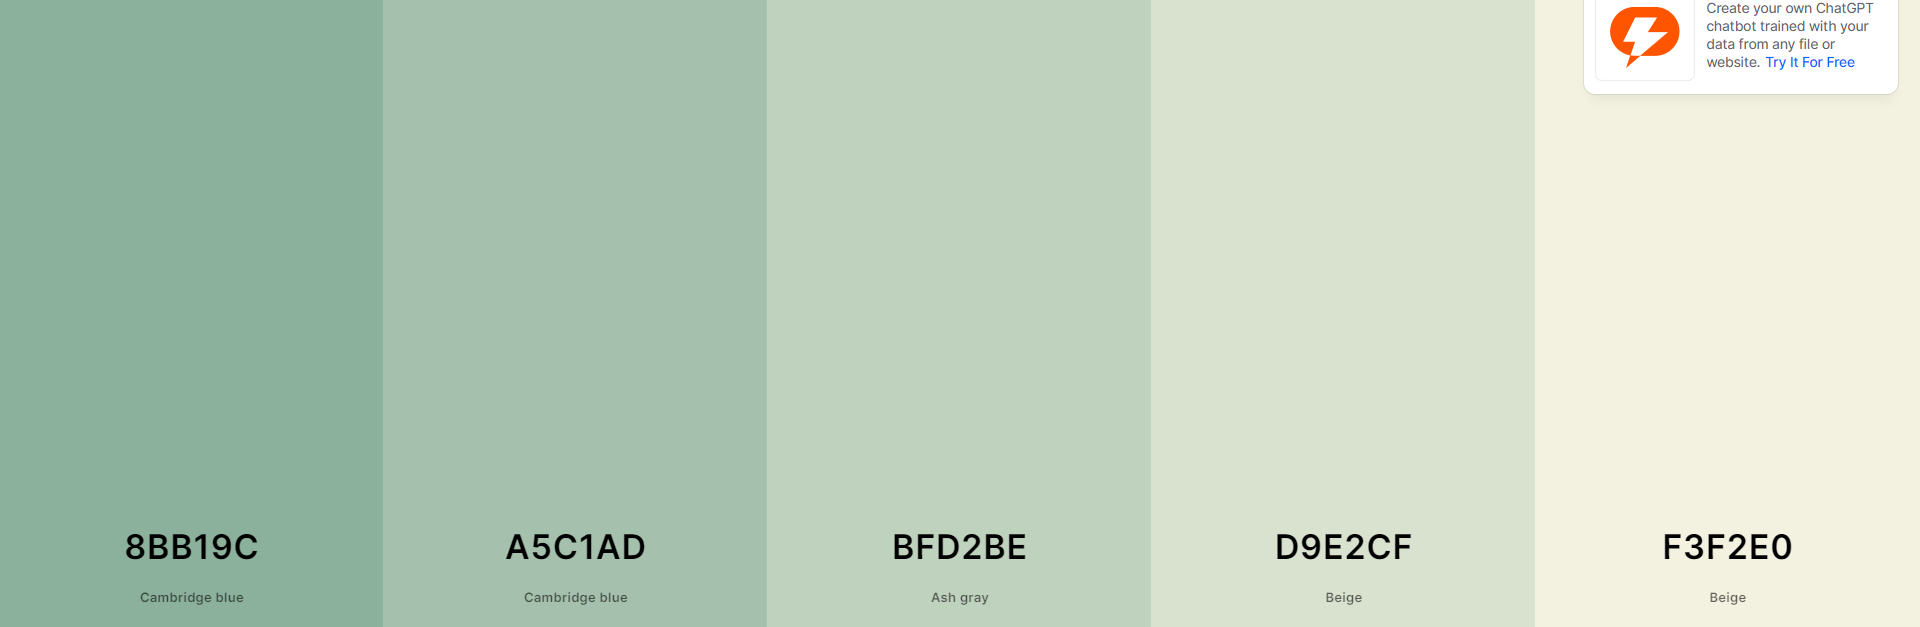 Create your own ChatGPT
chatbot trained with your
data from any file or
website. Try It For Free
8BB19C
A5C1AD
BFD2BE
D9E2CF
F3F2E0
Cambridge blue
Cambridge blue
Ash gray
Beige
Beige